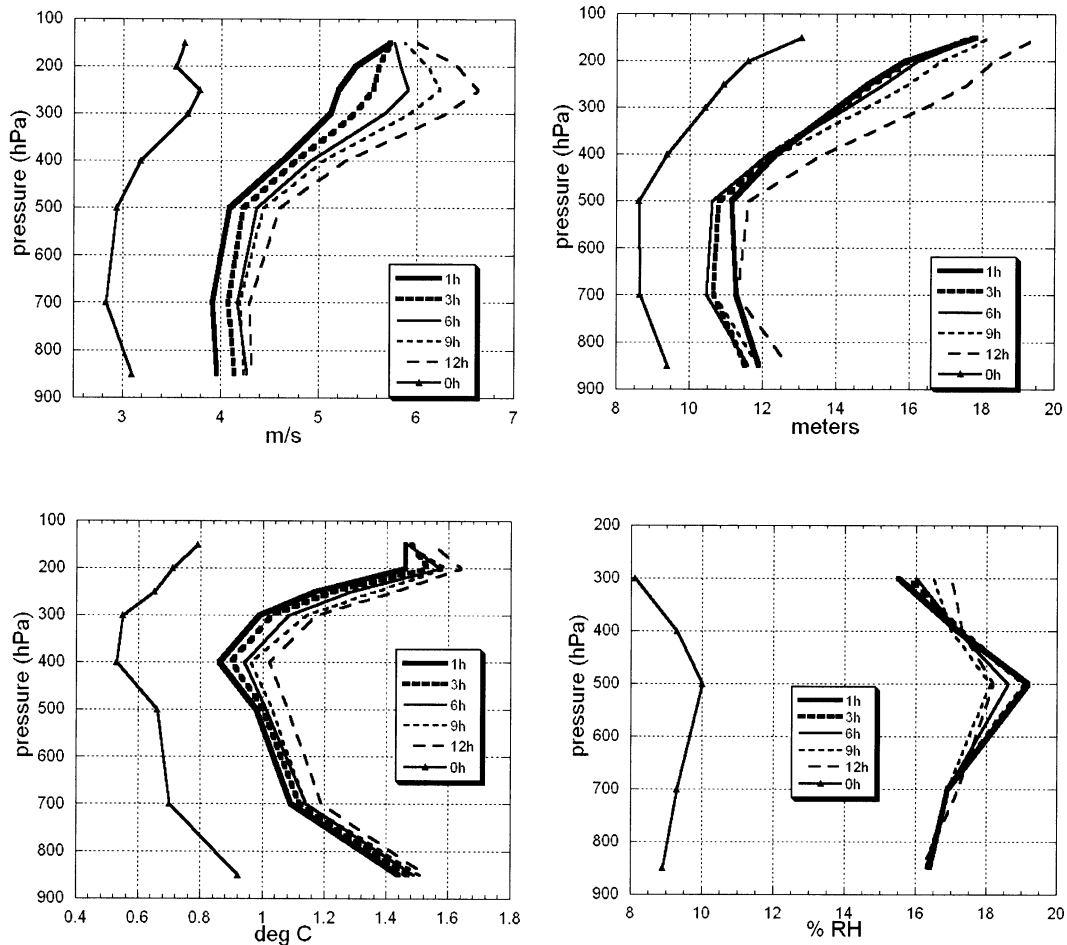 100
200
300
400
500
600
700
800
900
pressure (hPa)
3 4 5 6 7
m/s
1h
3h
6h
9h
12h
0h
100
200
300
400
500
600
700
800
900
pressure (hPa)
8 10 12 14 16 18 20
meters
1h
3h
6h
9h
12h
0h
100
200
300
400
500
600
700
800
900
pressure (hPa)
0.4 0.6 0.8 1 1.2 1.4 1.6 1.8
deg C
1h
3h
6h
9h
12h
0h
200
300
400
500
600
700
800
900
pressure (hPa)
8 10 12 14 16 18 20
% RH
1h
3h
6h
9h
12h
0h